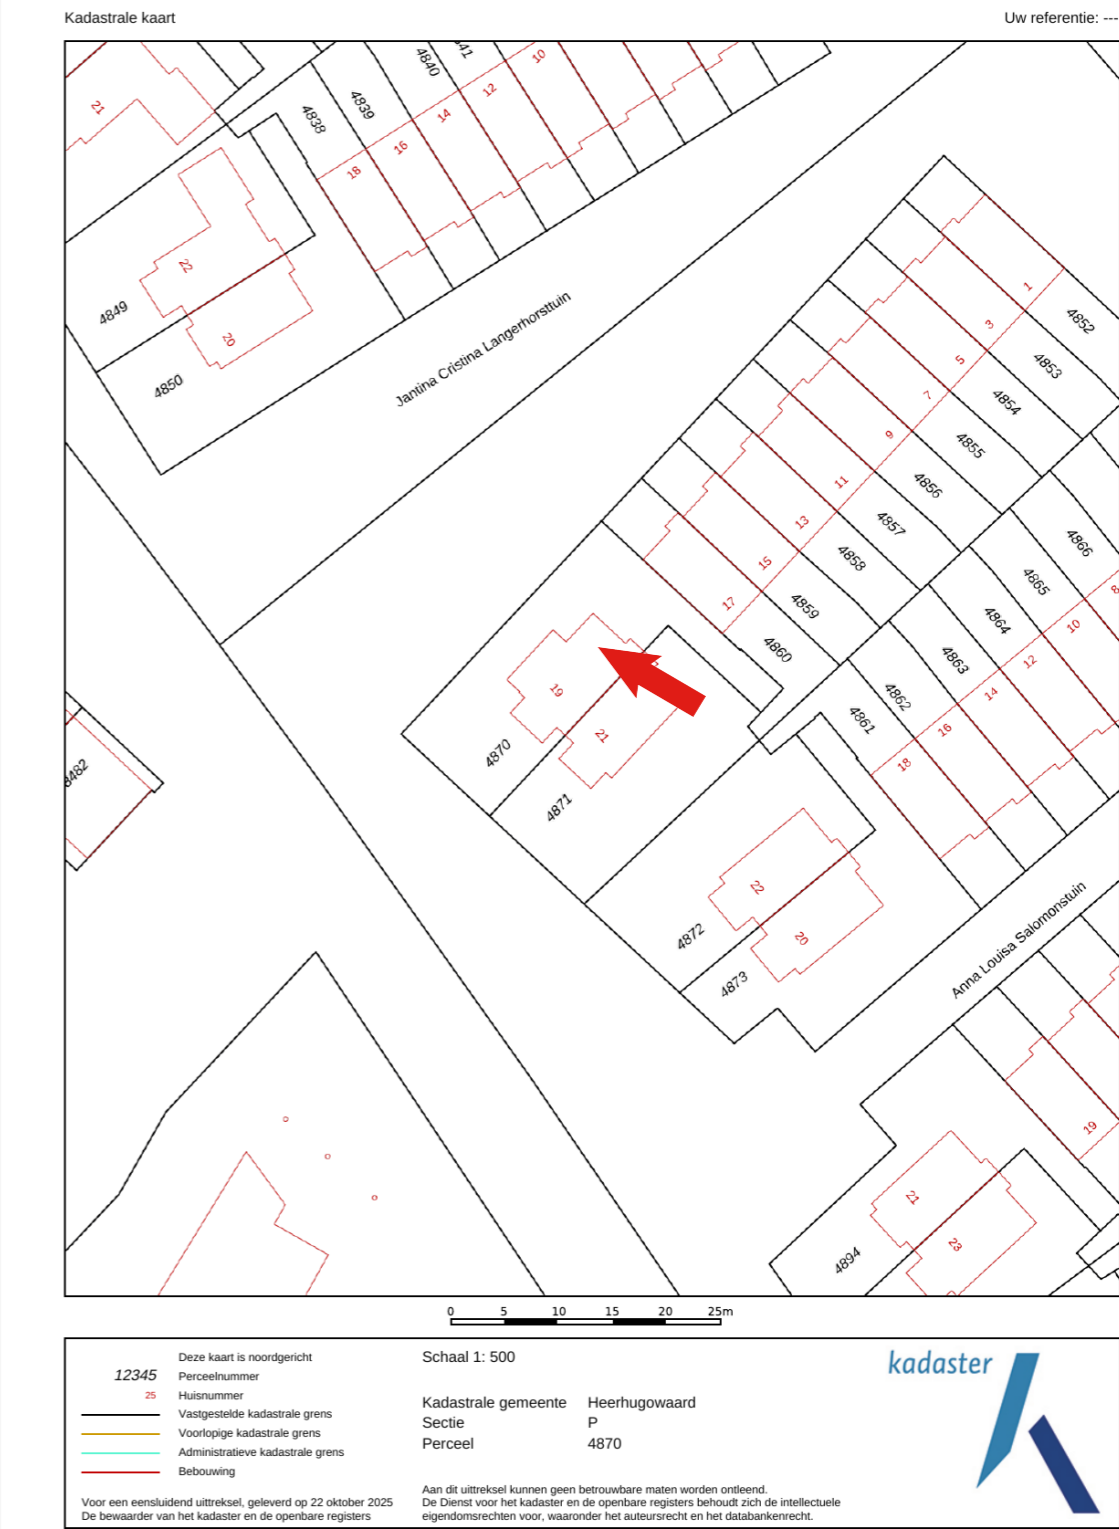 Kadastrale kaart
Uw referentie: ---
21
4838
4839
4840
10
12
14
16
18
22
4849
20
4850
Jantina Cristina Langerhorsttuin
1
4852
3
4853
5
4854
7
4855
9
4856
11
4857
13
4858
15
4859
17
4860
4866
4865
4864
4863
4862
4861
8
10
12
14
16
18
19
4870
21
4871
22
4872
20
4873
Anna Louisa Salomonstuin
19
21
23
4894
0 5 10 15 20 25m
Deze kaart is noordgericht
12345 Perceelnummer
25 Huisnummer
Vastgestelde kadastrale grens
Voorlopige kadastrale grens
Administratieve kadastrale grens
Bebouwing
Voor een eensluidend uittreksel, geleverd op 22 oktober 2025
De bewaarder van het kadaster en de openbare registers
Schaal 1: 500
Kadastrale gemeente Heerhugowaard
Sectie P
Perceel 4870
Aan dit uittreksel kunnen geen betrouwbare maten worden ontleend.
De Dienst voor het kadaster en de openbare registers behoudt zich de intellectuele
eigendomsrechten voor, waaronder het auteursrecht en het databankenrecht.
kadaster